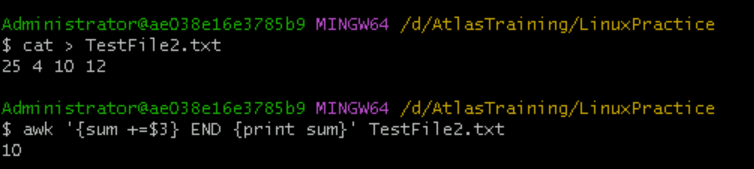 Administrator@ae038e16e3785b9 MINGW64 /d/AtlasTraining/LinuxPractice
$ cat > TestFile2.txt
25 4 10 12
Administrator@ae038e16e3785b9 MINGW64 /d/AtlasTraining/LinuxPractice
$ awk '{sum +=$3} END {print sum}' TestFile2.txt
10